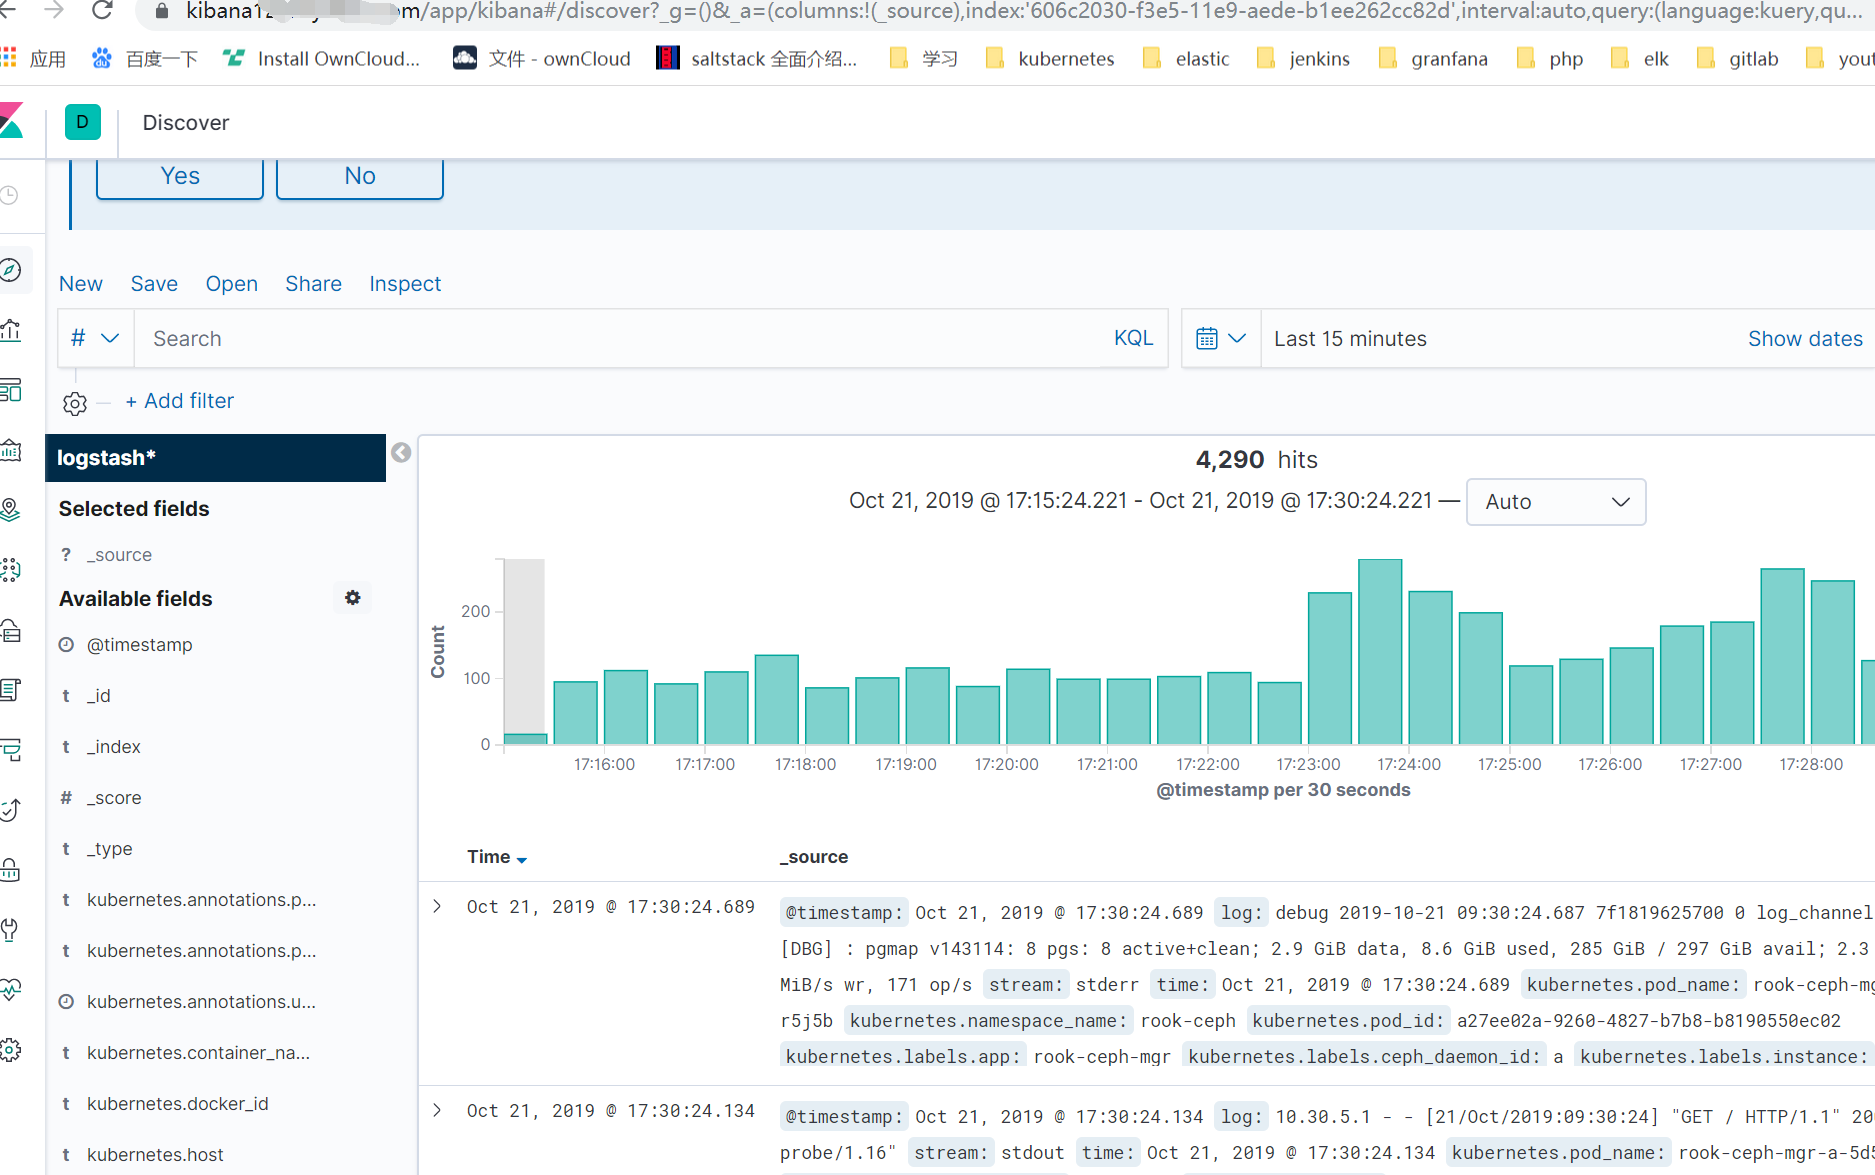 kibana12 om/app/kibana#/discover?_g=()&_a=(columns:!(_source),index:'606c2030-f3e5-11e9-aede-b1ee262cc82d',interval:auto,query:(language:kuery,qu...
应用 百度一下 Install OwnCloud... 文件 - ownCloud saltstack 全面介绍... 学习 kubernetes elastic jenkins granfana php elk gitlab yout
D Discover
Yes No
New Save Open Share Inspect
# Search KQL Last 15 minutes Show dates
+ Add filter
logstash*
Selected fields
? _source
Available fields
@timestamp
t _id
t _index
# _score
t _type
t kubernetes.annotations.p...
t kubernetes.annotations.p...
kubernetes.annotations.u...
t kubernetes.container_na...
t kubernetes.docker_id
t kubernetes.host
4,290 hits
Oct 21, 2019 @ 17:15:24.221 - Oct 21, 2019 @ 17:30:24.221 — Auto
Count
200
100
0
17:16:00 17:17:00 17:18:00 17:19:00 17:20:00 17:21:00 17:22:00 17:23:00 17:24:00 17:25:00 17:26:00 17:27:00 17:28:00
@timestamp per 30 seconds
Time _source
Oct 21, 2019 @ 17:30:24.689
@timestamp: Oct 21, 2019 @ 17:30:24.689 log: debug 2019-10-21 09:30:24.687 7f1819625700 0 log_channel
[DBG] : pgmap v143114: 8 pgs: 8 active+clean; 2.9 GiB data, 8.6 GiB used, 285 GiB / 297 GiB avail; 2.3
MiB/s wr, 171 op/s stream: stderr time: Oct 21, 2019 @ 17:30:24.689 kubernetes.pod_name: rook-ceph-mg
r5j5b kubernetes.namespace_name: rook-ceph kubernetes.pod_id: a27ee02a-9260-4827-b7b8-b8190550ec02
kubernetes.labels.app: rook-ceph-mgr kubernetes.labels.ceph_daemon_id: a kubernetes.labels.instance:
Oct 21, 2019 @ 17:30:24.134
@timestamp: Oct 21, 2019 @ 17:30:24.134 log: 10.30.5.1 - - [21/Oct/2019:09:30:24] "GET / HTTP/1.1" 20
probe/1.16" stream: stdout time: Oct 21, 2019 @ 17:30:24.134 kubernetes.pod_name: rook-ceph-mgr-a-5d5